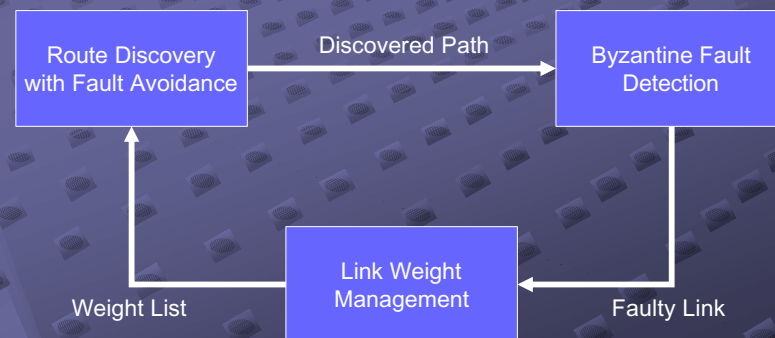 Route Discovery
with Fault Avoidance
Discovered Path
Byzantine Fault
Detection
Link Weight
Management
Weight List
Faulty Link